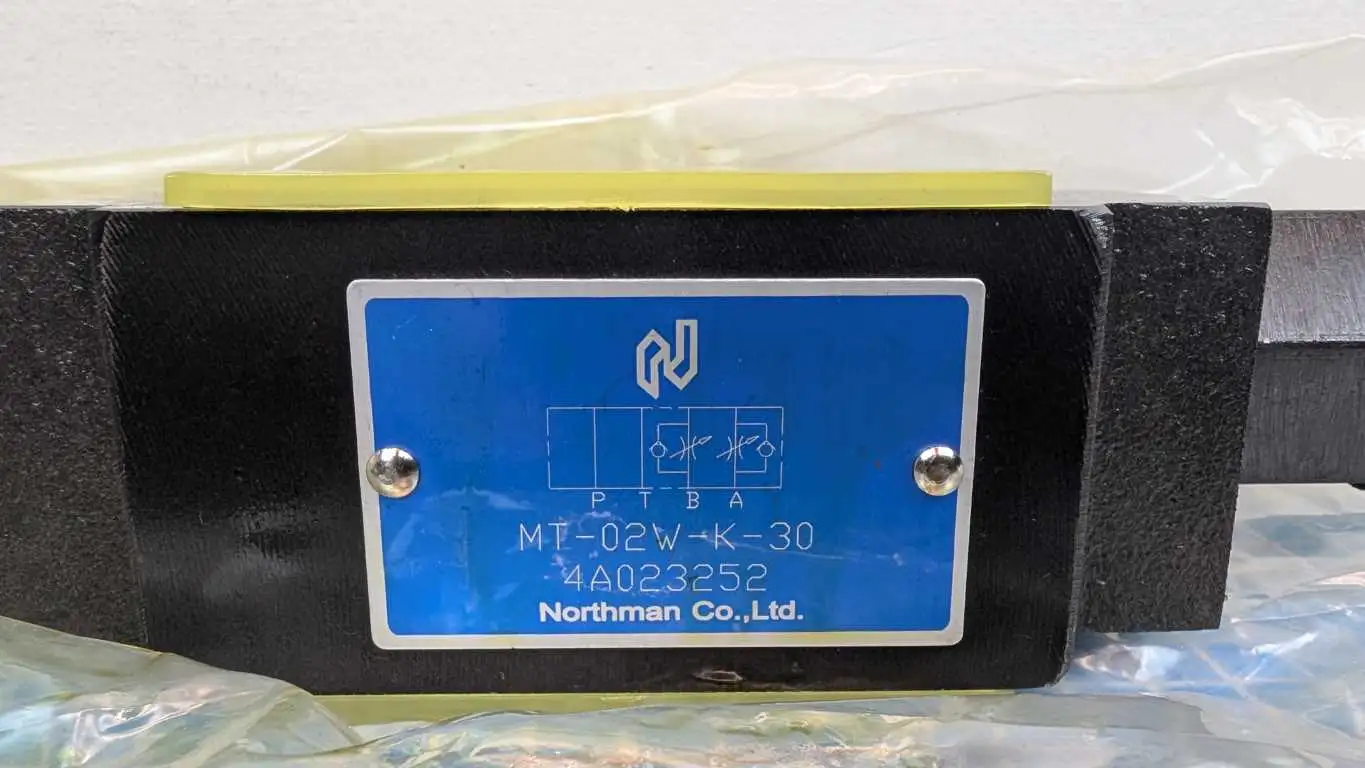 P T B A
MT-02W-K-30
4A023252
Northman Co.,Ltd.